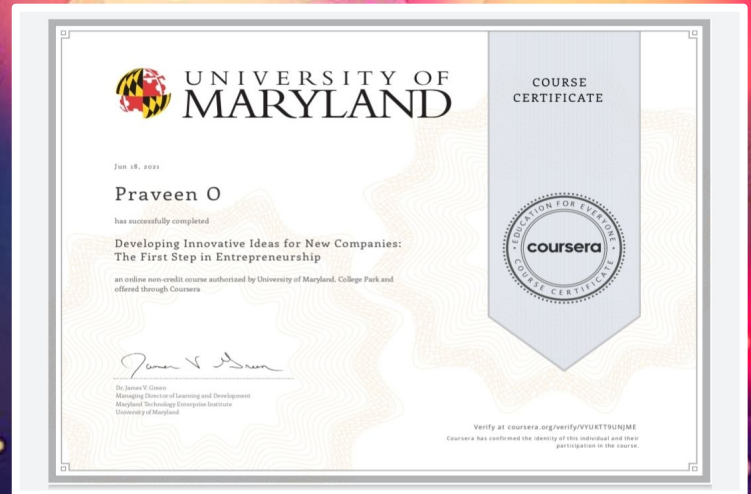 UNIVERSITY OF
MARYLAND
COURSE
CERTIFICATE
Jun 18, 2021
Praveen O
has successfully completed
Developing Innovative Ideas for New Companies:
The First Step in Entrepreneurship
an online non-credit course authorized by University of Maryland, College Park and
offered through Coursera
EDUCATION FOR EVERYONE
coursera
COURSE CERTIFICATE
James V Green
Dr. James V. Green
Managing Director of Learning and Development
Maryland Technology Enterprise Institute
University of Maryland
Verify at coursera.org/verify/VYUKTT9UNJME
Coursera has confirmed the identity of this individual and their
participation in the course.